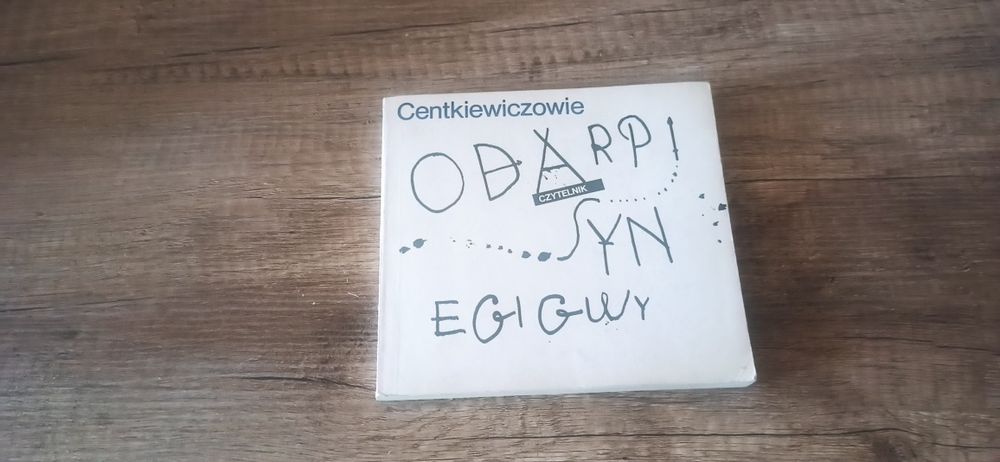 Centkiewiczowie
ODARPI
CZYTELNIK
SYN
EGIGWY